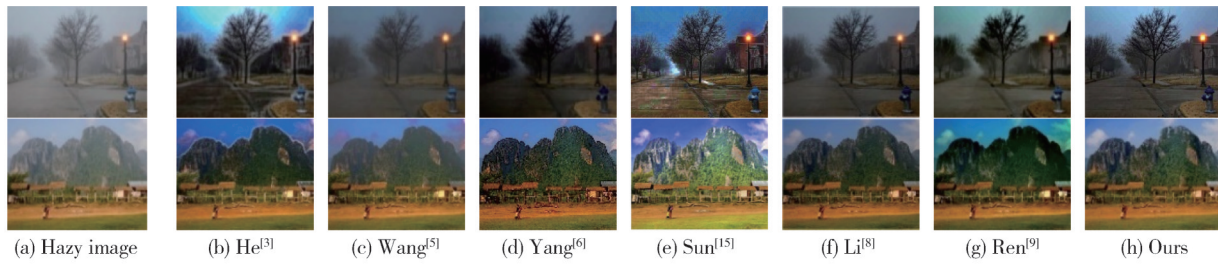 (a) Hazy image (b) He[3] (c) Wang[5] (d) Yang[6] (e) Sun[15] (f) Li[8] (g) Ren[9] (h) Ours